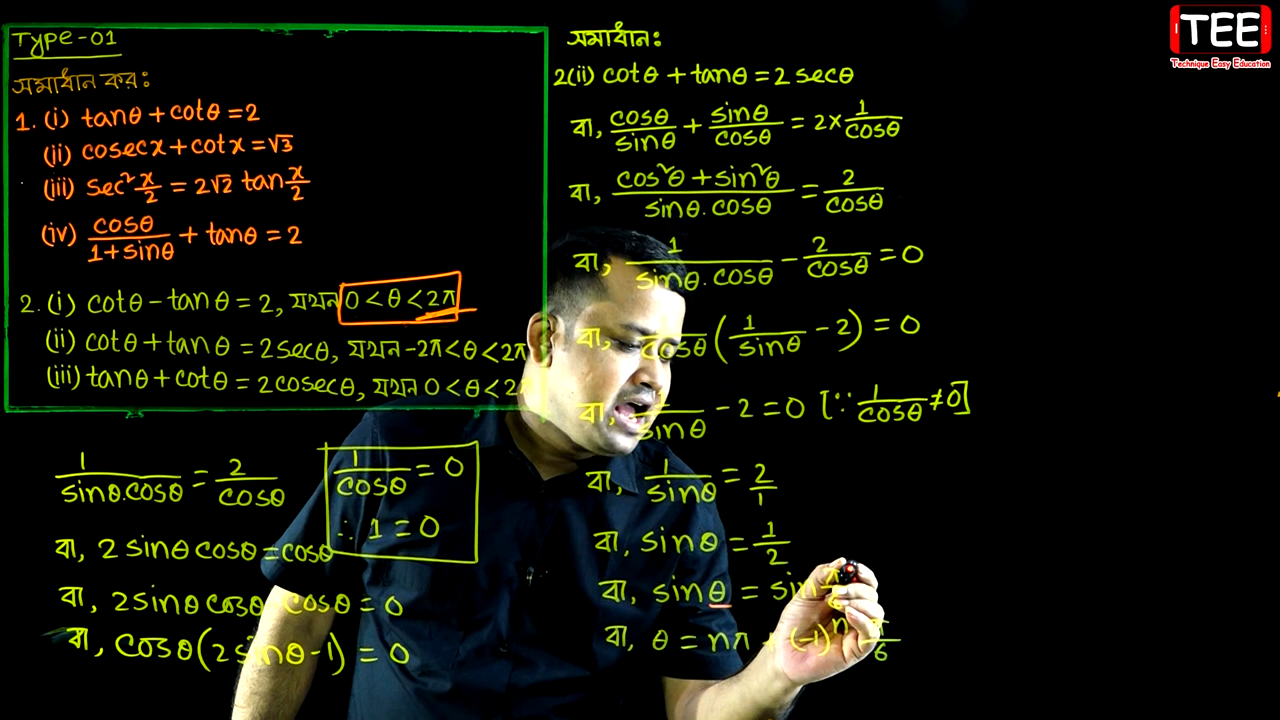 Type-01
সমাধান কর:
1. (i) tanθ + cotθ = 2
(ii) cosecx + cotx = √3
(iii) sec² x/2 = 2√2 tan x/2
(iv) cosθ/(1+sinθ) + tanθ = 2
2. (i) cotθ - tanθ = 2, যখন 0 < θ < 2π
(ii) cotθ + tanθ = 2secθ, যখন -2π < θ < 2π
(iii) tanθ + cotθ = 2cosecθ, যখন 0 < θ < 2
1/(sinθ.cosθ) = 2/cosθ
বা, 2 sinθ cosθ = cosθ
বা, 2sinθ cosθ cosθ = 0
বা, cosθ(2sinθ-1) = 0
1/cosθ = 0
∴ 1 = 0
সমাধান:
2(ii) cotθ + tanθ = 2 secθ
বা, cosθ/sinθ + sinθ/cosθ = 2 × 1/cosθ
বা, (cos²θ + sin²θ)/(sinθ.cosθ) = 2/cosθ
বা, 1/(sinθ.cosθ) - 2/cosθ = 0
বা, cosθ (1/sinθ - 2) = 0
বা, sinθ - 2 = 0 [∵ 1/cosθ ≠ 0]
বা, 1/sinθ = 2/1
বা, sinθ = 1/2
বা, sinθ = sin
বা, θ = nπ (-1)ⁿ π/6
TEE
Technique Easy Education